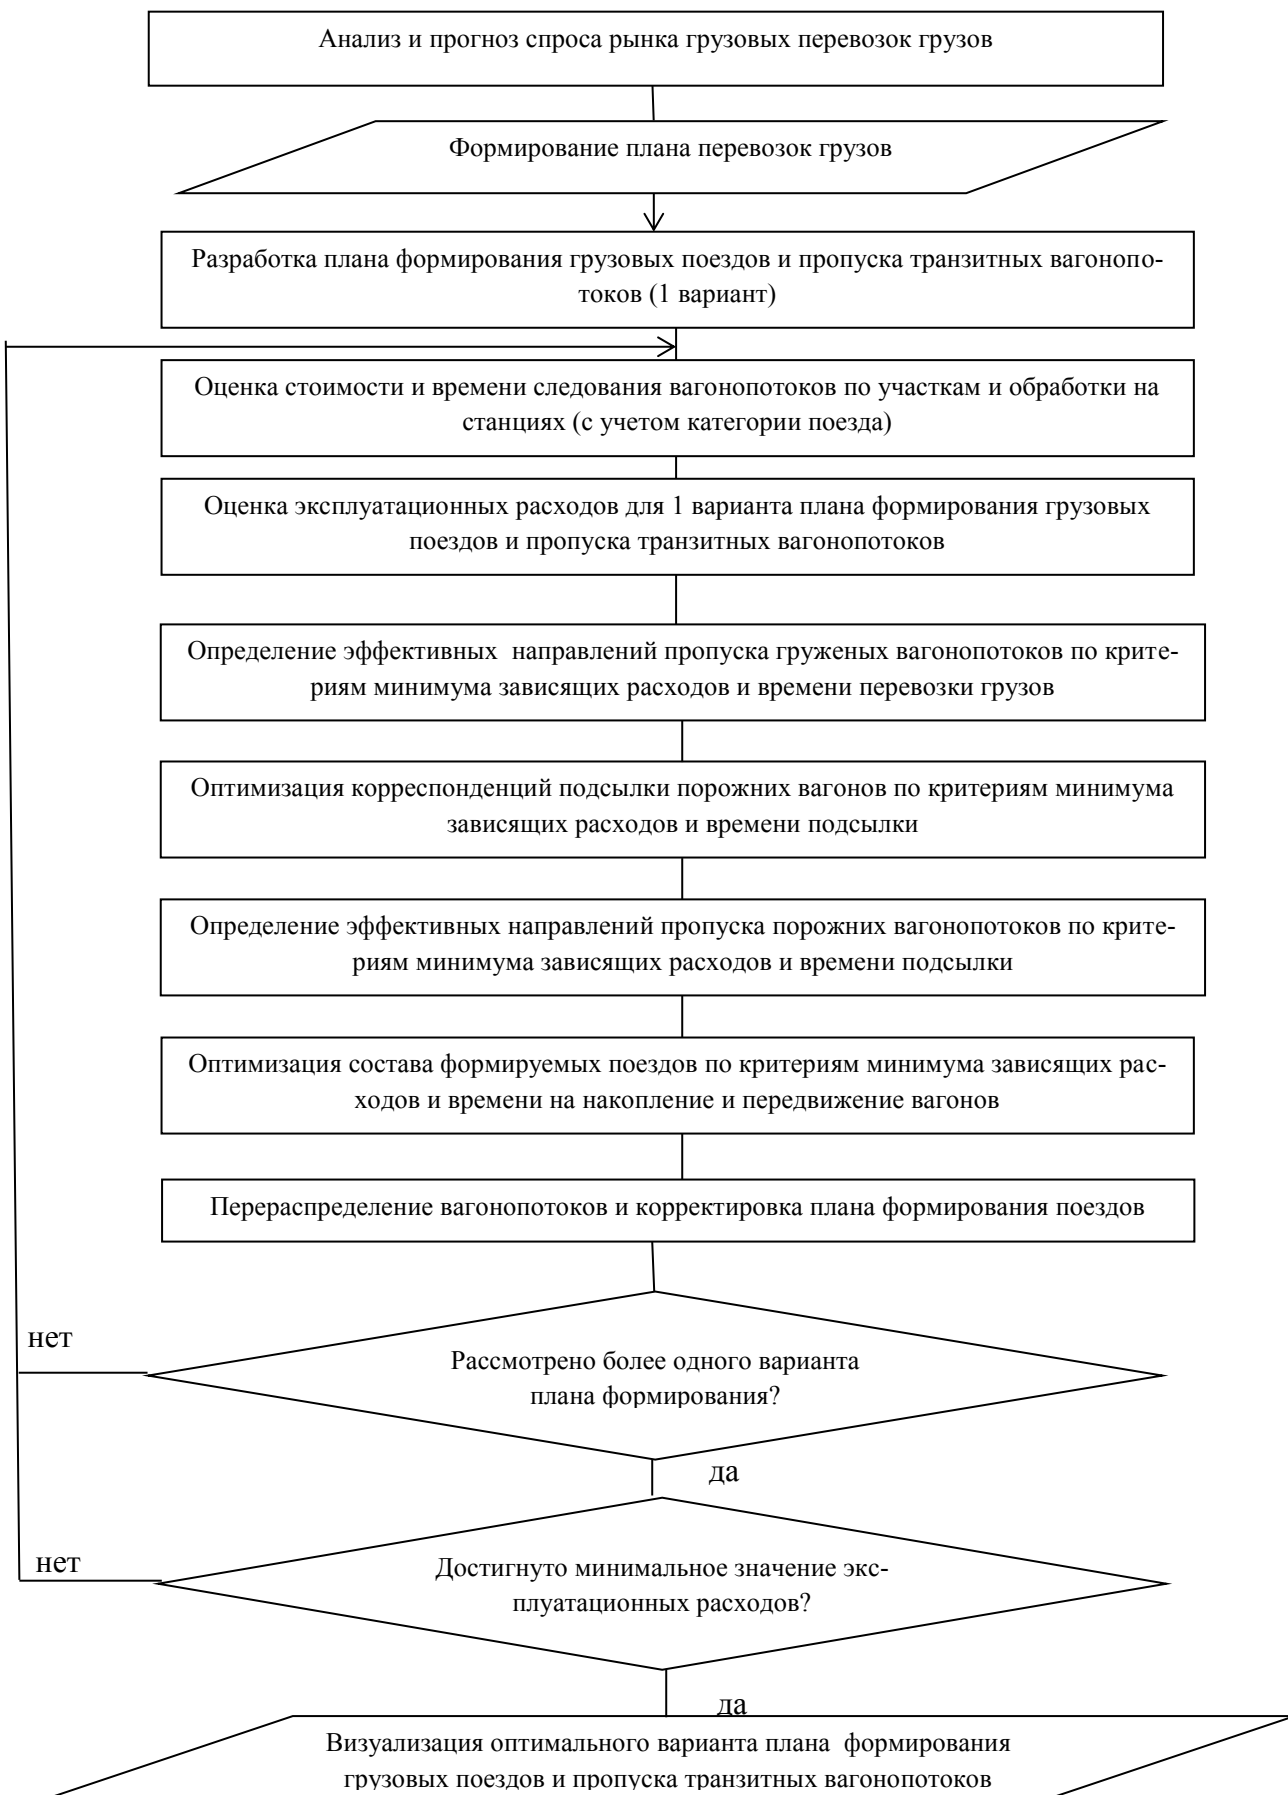 Анализ и прогноз спроса рынка грузовых перевозок грузов
Формирование плана перевозок грузов
Разработка плана формирования грузовых поездов и пропуска транзитных вагонопо-
токов (1 вариант)
Оценка стоимости и времени следования вагонопотоков по участкам и обработки на
станциях (с учетом категории поезда)
Оценка эксплуатационных расходов для 1 варианта плана формирования грузовых
поездов и пропуска транзитных вагонопотоков
Определение эффективных  направлений пропуска груженых вагонопотоков по крите-
риям минимума зависящих расходов и времени перевозки грузов
Оптимизация корреспонденций подсылки порожних вагонов по критериям минимума
зависящих расходов и времени подсылки
Определение эффективных направлений пропуска порожних вагонопотоков по крите-
риям минимума зависящих расходов и времени подсылки
Оптимизация состава формируемых поездов по критериям минимума зависящих рас-
ходов и времени на накопление и передвижение вагонов
Перераспределение вагонопотоков и корректировка плана формирования поездов
нет
Рассмотрено более одного варианта
плана формирования?
да
нет
Достигнуто минимальное значение экс-
плуатационных расходов?
да
Визуализация оптимального варианта плана  формирования
грузовых поездов и пропуска транзитных вагонопотоков